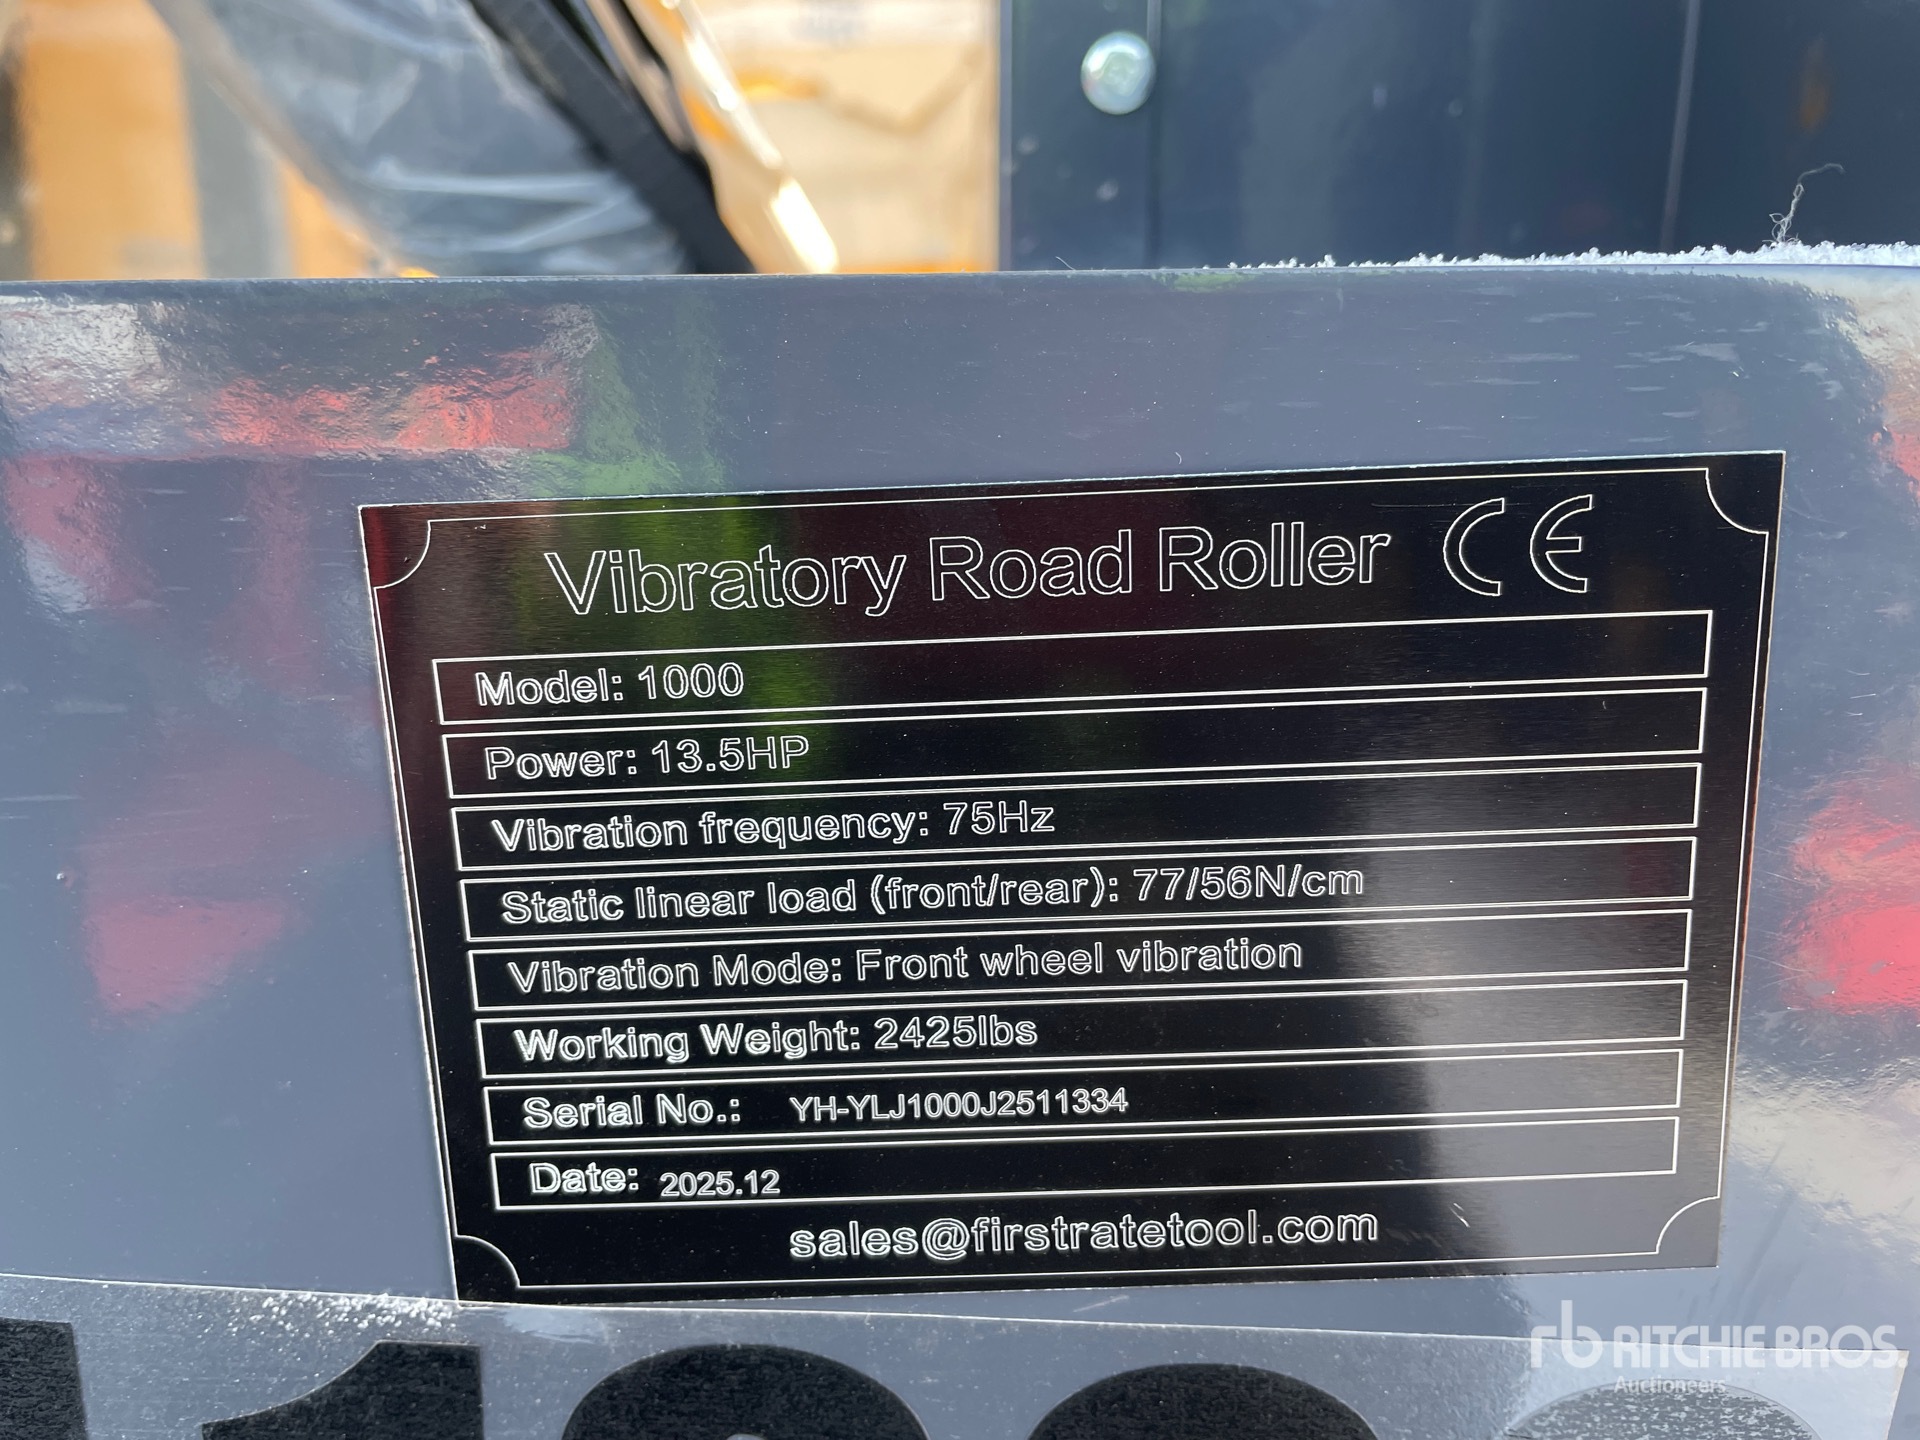 Vibratory Road Roller CE
Model: 1000
Power: 13.5HP
Vibration frequency: 75Hz
Static linear load (front/rear): 77/56N/cm
Vibration Mode: Front wheel vibration
Working Weight: 2425lbs
Serial No.: YH-YLJ1000J2511334
Date: 2025.12
sales@firstratetool.com
rb RITCHIE BROS.
Auctioneers